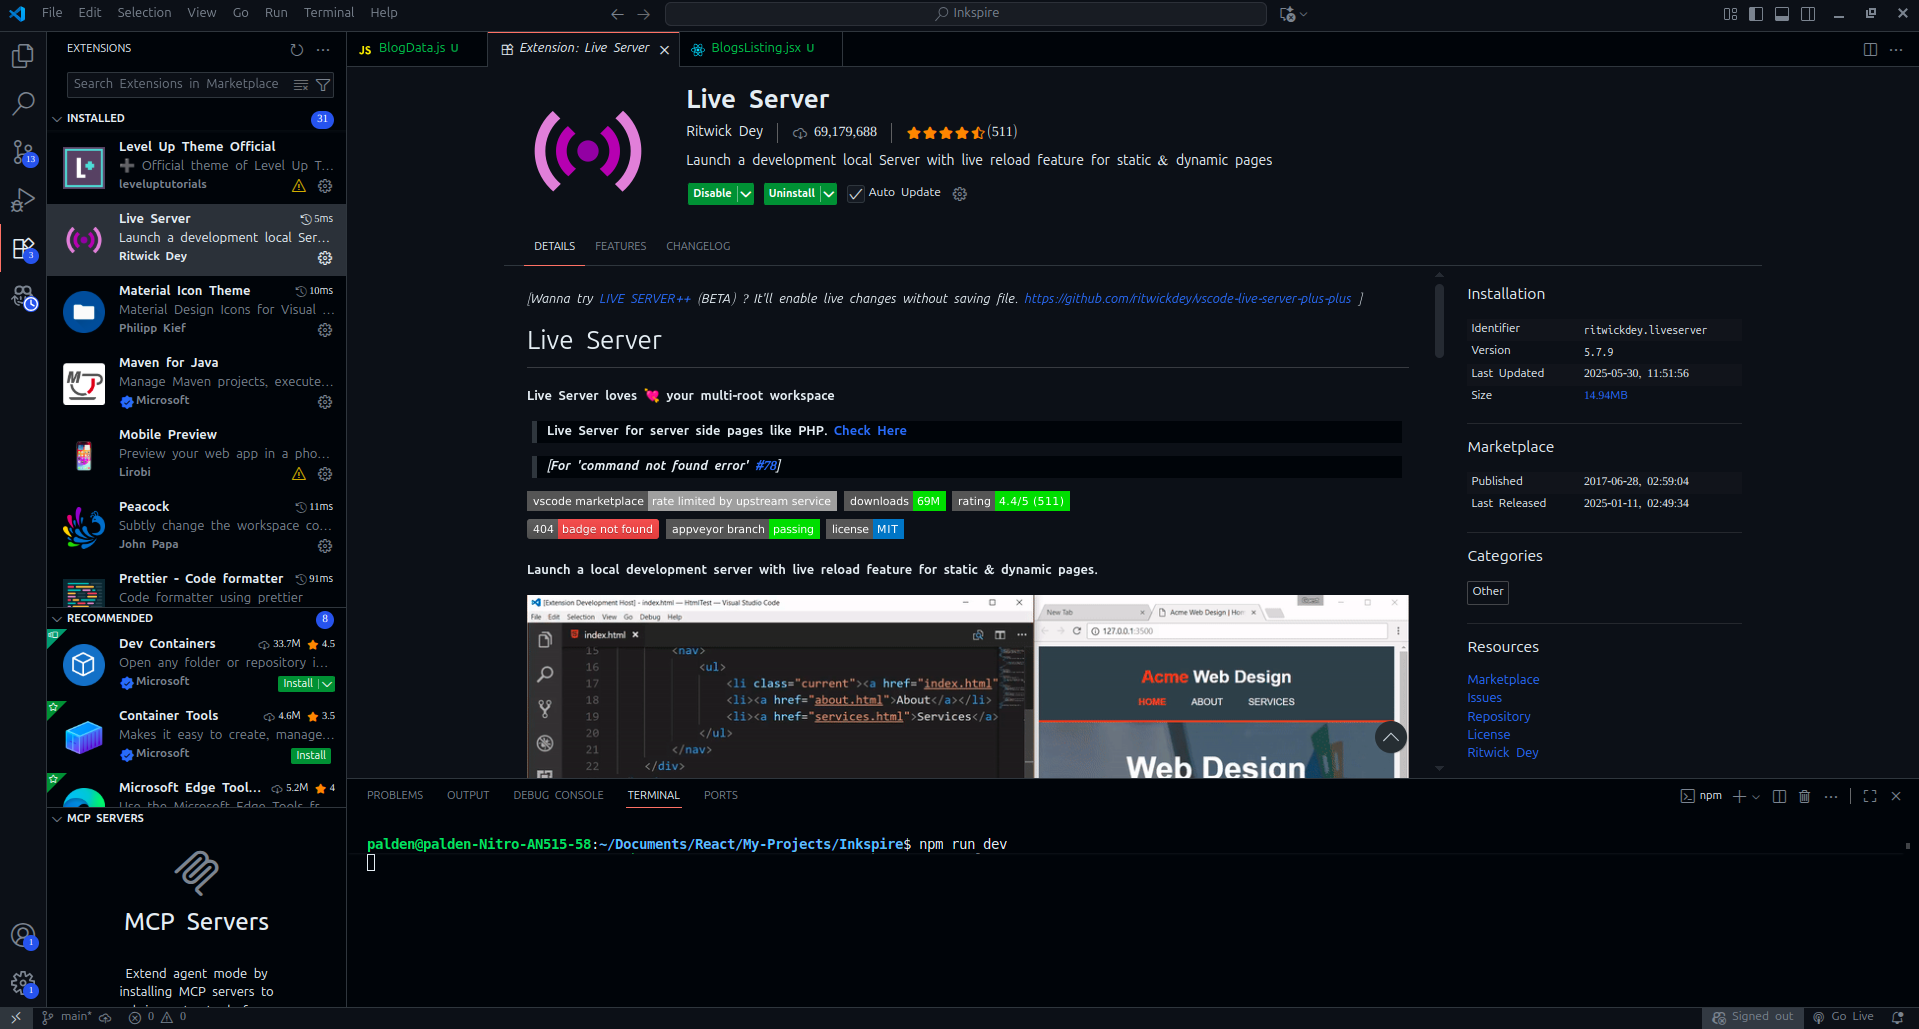 File Edit Selection View Go Run Terminal Help
Inkspire
EXTENSIONS
Search Extensions in Marketplace
INSTALLED 31
Level Up Theme Official
Official theme of Level Up T...
leveluptutorials
Live Server 5ms
Launch a development local Ser...
Ritwick Dey
Material Icon Theme 10ms
Material Design Icons for Visual ...
Philipp Kief
Maven for Java
Manage Maven projects, execute...
Microsoft
Mobile Preview
Preview your web app in a pho...
Lirobi
Peacock 11ms
Subtly change the workspace co...
John Papa
Prettier - Code formatter 91ms
Code formatter using prettier
RECOMMENDED 8
Dev Containers 33.7M 4.5
Open any folder or repository i...
Microsoft Install
Container Tools 4.6M 3.5
Makes it easy to create, manage...
Microsoft Install
Microsoft Edge Tool... 5.2M 4
Use the Microsoft Edge Tools fr...
MCP SERVERS
MCP Servers
Extend agent mode by
installing MCP servers to
13
3
1
1
JS BlogData.js U
Extension: Live Server
BlogsListing.jsx U
Live Server
Ritwick Dey 69,179,688 (511)
Launch a development local Server with live reload feature for static & dynamic pages
Disable Uninstall Auto Update
DETAILS FEATURES CHANGELOG
[Wanna try LIVE SERVER++ (BETA) ? It'll enable live changes without saving file. https://github.com/ritwickdey/vscode-live-server-plus-plus ]
Live Server
Live Server loves 💘 your multi-root workspace
Live Server for server side pages like PHP. Check Here
[For 'command not found error' #78]
vscode marketplace rate limited by upstream service downloads 69M rating 4.4/5 (511)
404 badge not found appveyor branch passing license MIT
Launch a local development server with live reload feature for static & dynamic pages.
[Extension Development Host] - index.html — HtmlTest — Visual Studio Code
File Edit Selection View Go Debug Help
index.html
15 <nav>
16 <ul>
17 <li class="current"><a href="index.html"
18 <li><a href="about.html">About</a></li>
19 <li><a href="services.html">Services</a>
20 </ul>
21 </nav>
22 </div>
New Tab
Acme Web Design | Ho
127.0.0.1:3500
Acme Web Design
HOME ABOUT SERVICES
Web Design
Installation
Identifier ritwickdey.liveserver
Version 5.7.9
Last Updated 2025-05-30, 11:51:56
Size 14.94MB
Marketplace
Published 2017-06-28, 02:59:04
Last Released 2025-01-11, 02:49:34
Categories
Other
Resources
Marketplace
Issues
Repository
License
Ritwick Dey
PROBLEMS OUTPUT DEBUG CONSOLE TERMINAL PORTS
npm
palden@palden-Nitro-AN515-58:~/Documents/React/My-Projects/Inkspire$ npm run dev
main* 0 0
Signed out Go Live